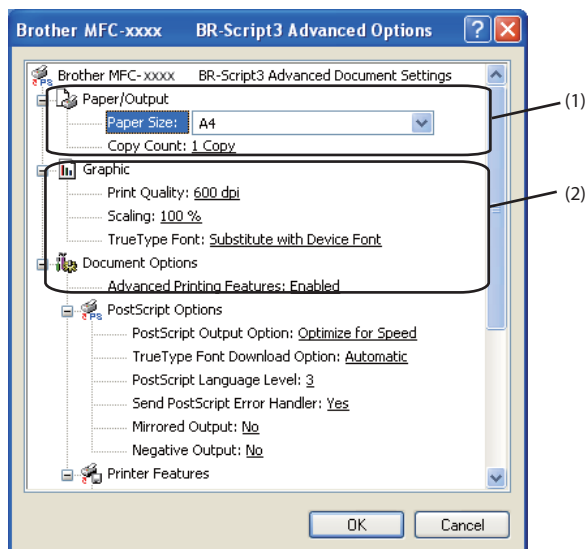 Brother MFC-xxxx BR-Script3 Advanced Options
Brother MFC-xxxx BR-Script3 Advanced Document Settings
Paper/Output
(1)
Paper Size: A4
Copy Count: 1 Copy
Graphic
(2)
Print Quality: 600 dpi
Scaling: 100 %
TrueType Font: Substitute with Device Font
Document Options
Advanced Printing Features: Enabled
PostScript Options
PostScript Output Option: Optimize for Speed
TrueType Font Download Option: Automatic
PostScript Language Level: 3
Send PostScript Error Handler: Yes
Mirrored Output: No
Negative Output: No
Printer Features
OK Cancel